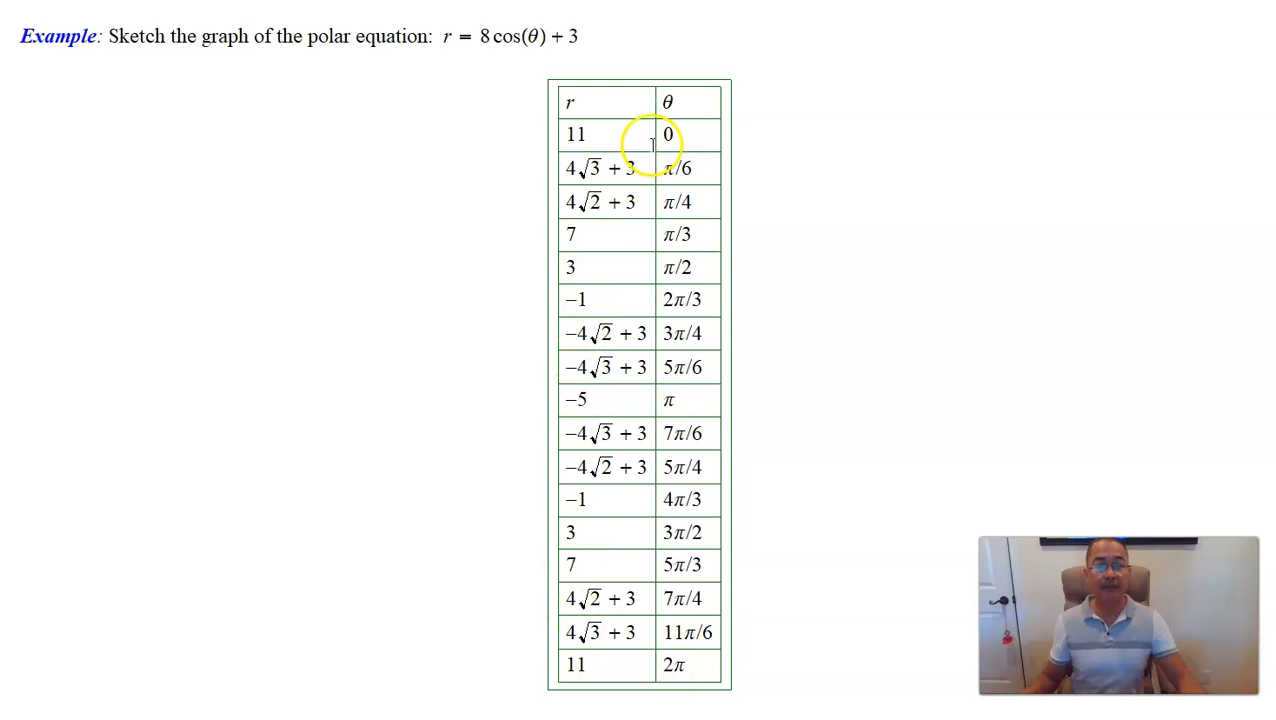 Example: Sketch the graph of the polar equation: r = 8 cos(θ) + 3
r θ
11 0
4√3 + 3 π/6
4√2 + 3 π/4
7 π/3
3 π/2
−1 2π/3
−4√2 + 3 3π/4
−4√3 + 3 5π/6
−5 π
−4√3 + 3 7π/6
−4√2 + 3 5π/4
−1 4π/3
3 3π/2
7 5π/3
4√2 + 3 7π/4
4√3 + 3 11π/6
11 2π